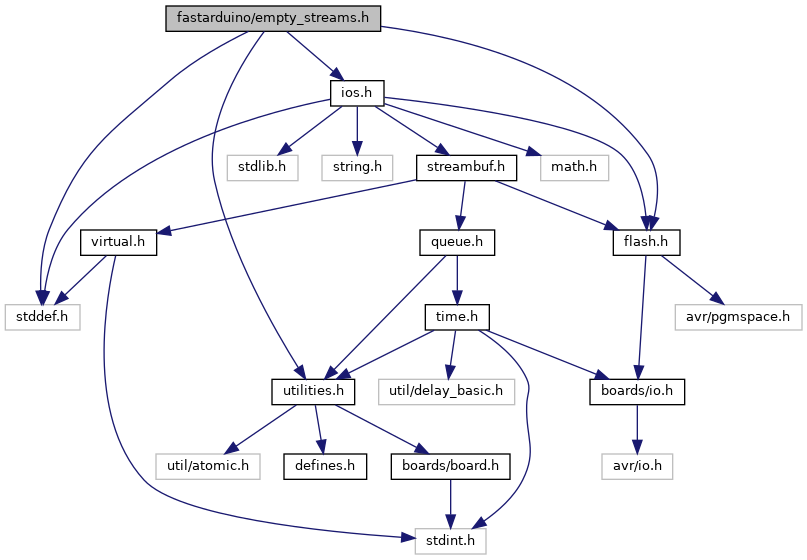 fastarduino/empty_streams.h
ios.h
stdlib.h
string.h
streambuf.h
math.h
virtual.h
queue.h
flash.h
stddef.h
time.h
avr/pgmspace.h
utilities.h
util/delay_basic.h
boards/io.h
util/atomic.h
defines.h
boards/board.h
avr/io.h
stdint.h